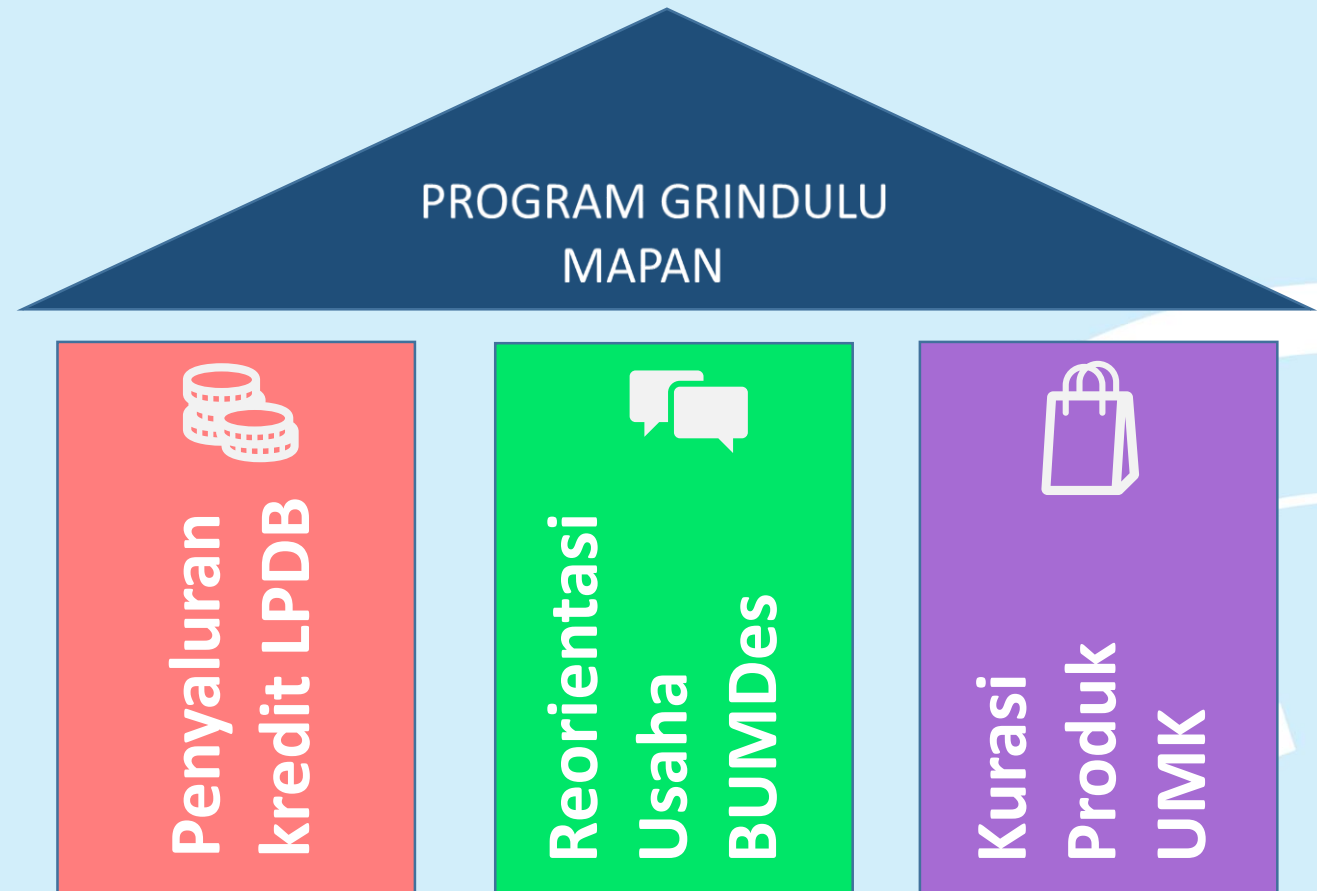 PROGRAM GRINDULU
MAPAN
Penyaluran
kredit LPDB
Reorientasi
Usaha
BUMDes
Kurasi
Produk
UMK